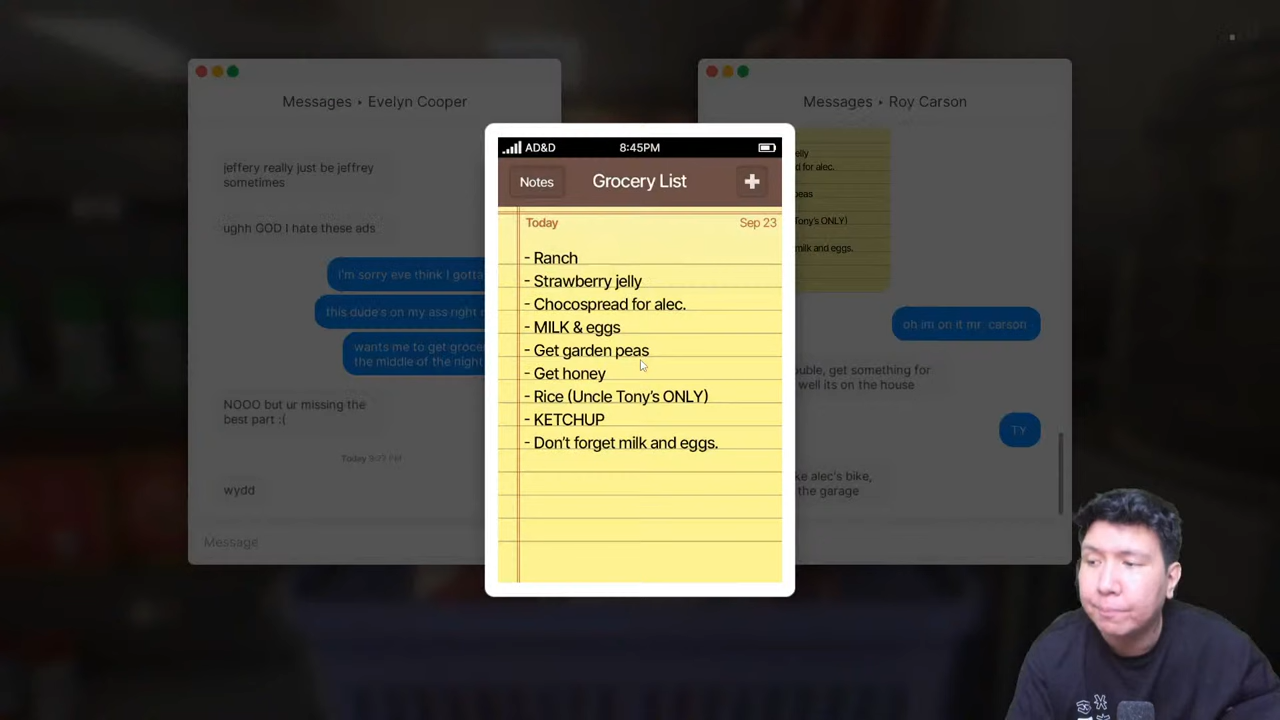 Messages • Evelyn Cooper
jeffery really just be jeffrey
sometimes
ughh GOD I hate these ads
I'm sorry eve think I gotta
this dude's on my ass right
wants me to get
the middle of the night
NOOO but ur missing the
best part :(
Today
wydd
Message
AD&D
8:45PM
Notes
Grocery List
Today
Sep 23
- Ranch
- Strawberry jelly
- Chocospread for alec.
- MILK & eggs
- Get garden peas
- Get honey
- Rice (Uncle Tony's ONLY)
- KETCHUP
- Don't forget milk and eggs.
Messages • Roy Carson
for alec.
Tony's ONLY)
milk and eggs.
oh im on it mr. carson
get something for
well its on the house
TY
alec's bike,
the garage